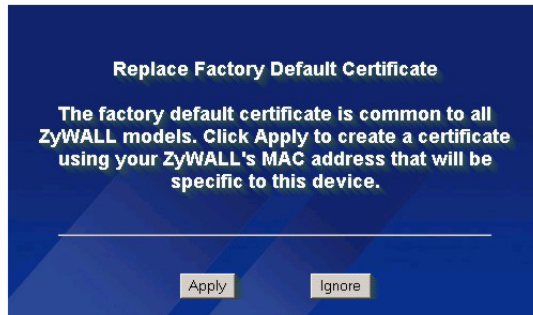 Replace Factory Default Certificate
The factory default certificate is common to all
ZyWALL models. Click Apply to create a certificate
using your ZyWALL's MAC address that will be
specific to this device.
Apply Ignore